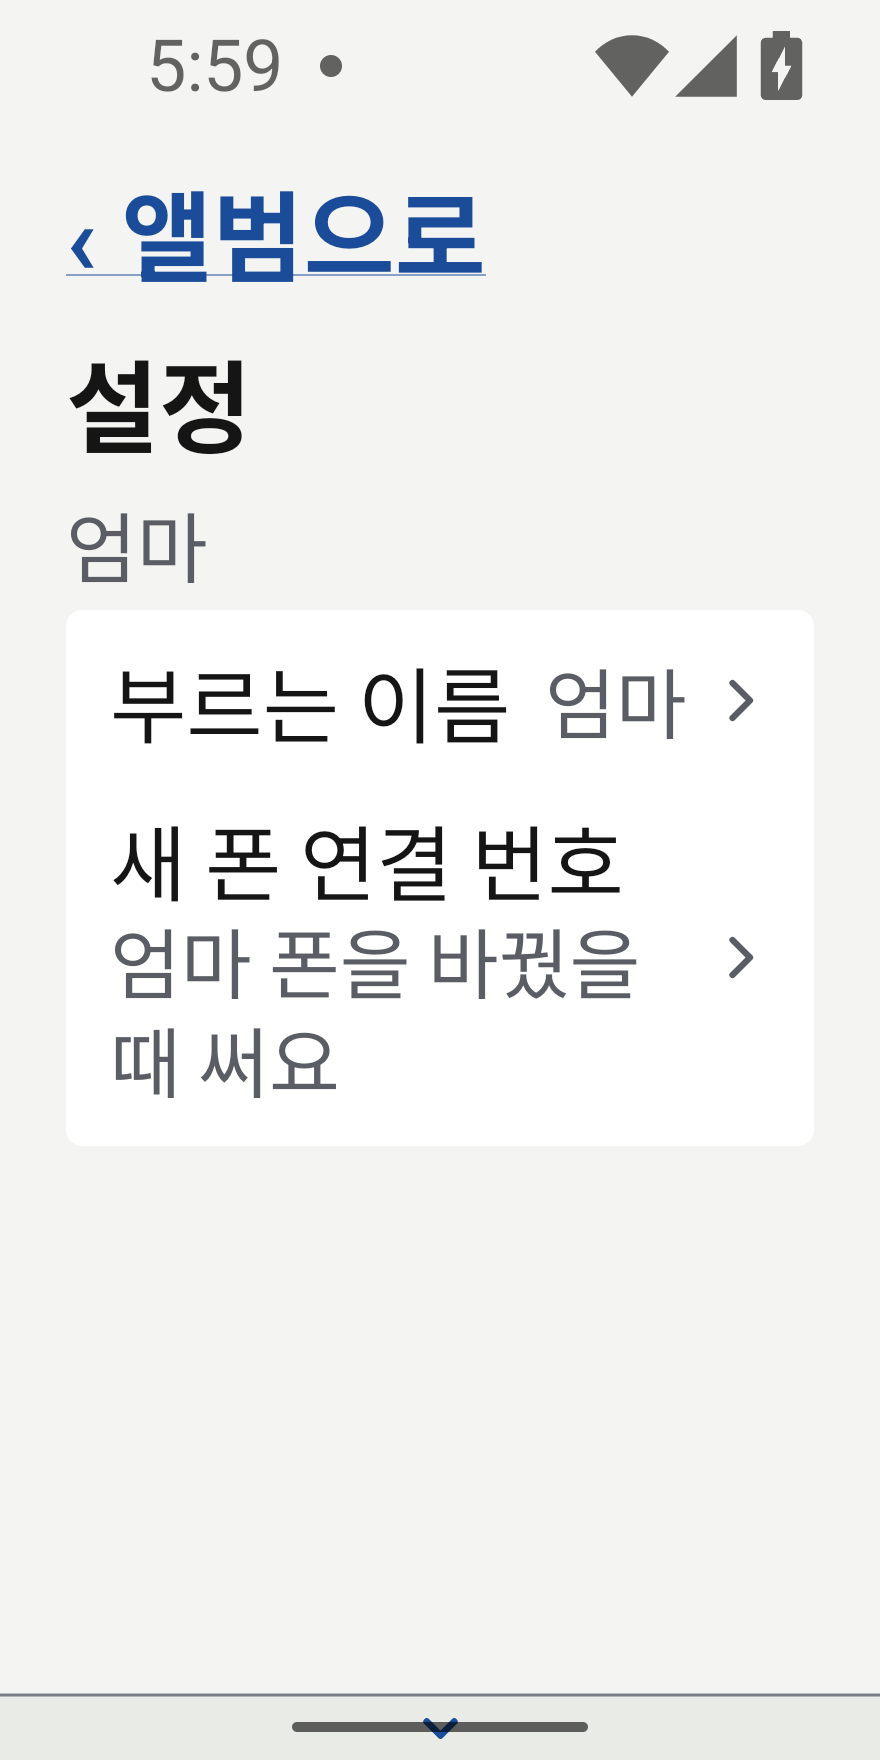 5:59
‹ 앨범으로
설정
엄마
부르는 이름 엄마
새 폰 연결 번호
엄마 폰을 바꿨을
때 써요